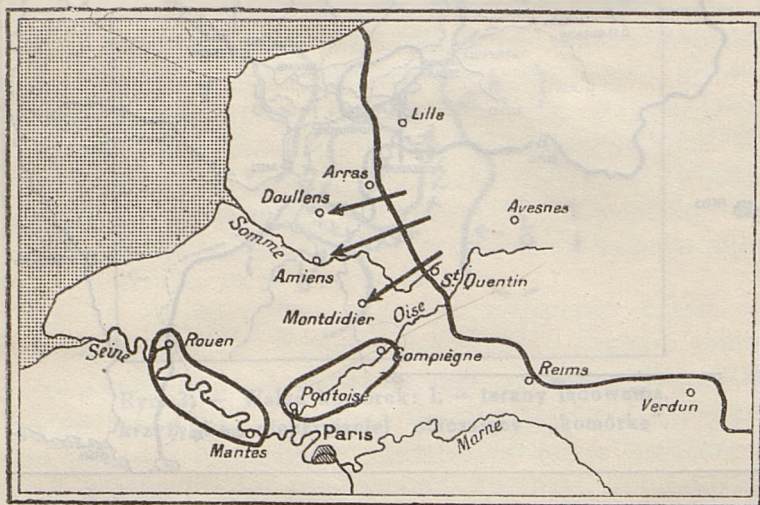 Lille
Arras
Doullens
Avesnes
Somme
Amiens
St Quentin
Montdidier
Oise
Rouen
Seine
Compiègne
Reims
Pontoise
Verdun
Paris
Mantes
Marne